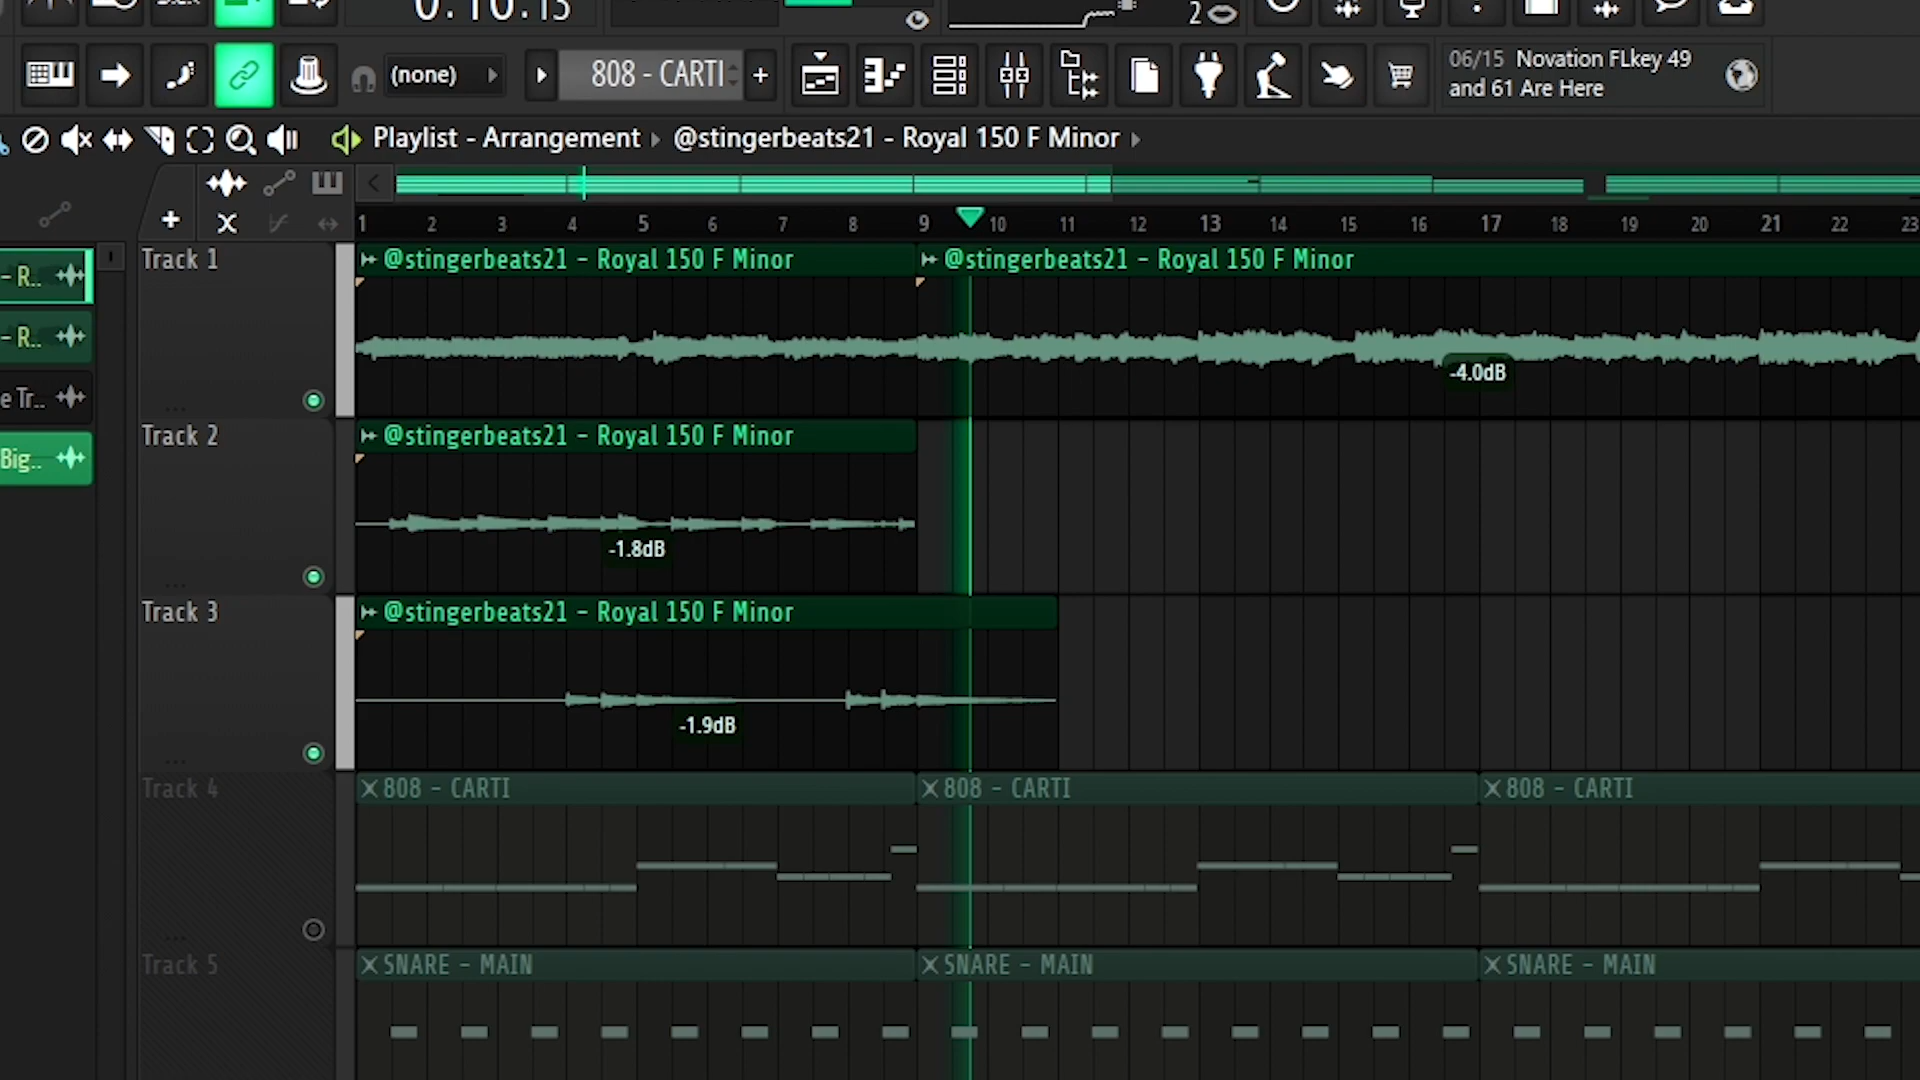 2
(none)
808 - CARTI
+
06/15 Novation FLkey 49
and 61 Are Here
Playlist - Arrangement
@stingerbeats21 - Royal 150 F Minor
1 2 3 4 5 6 7 8 9 10 11 12 13 14 15 16 17 18 19 20 21 22 23
- R..
- R..
e Tr..
Big..
Track 1
@stingerbeats21 - Royal 150 F Minor
@stingerbeats21 - Royal 150 F Minor
-4.0dB
Track 2
@stingerbeats21 - Royal 150 F Minor
-1.8dB
Track 3
@stingerbeats21 - Royal 150 F Minor
-1.9dB
Track 4
808 - CARTI
808 - CARTI
808 - CARTI
Track 5
SNARE - MAIN
SNARE - MAIN
SNARE - MAIN